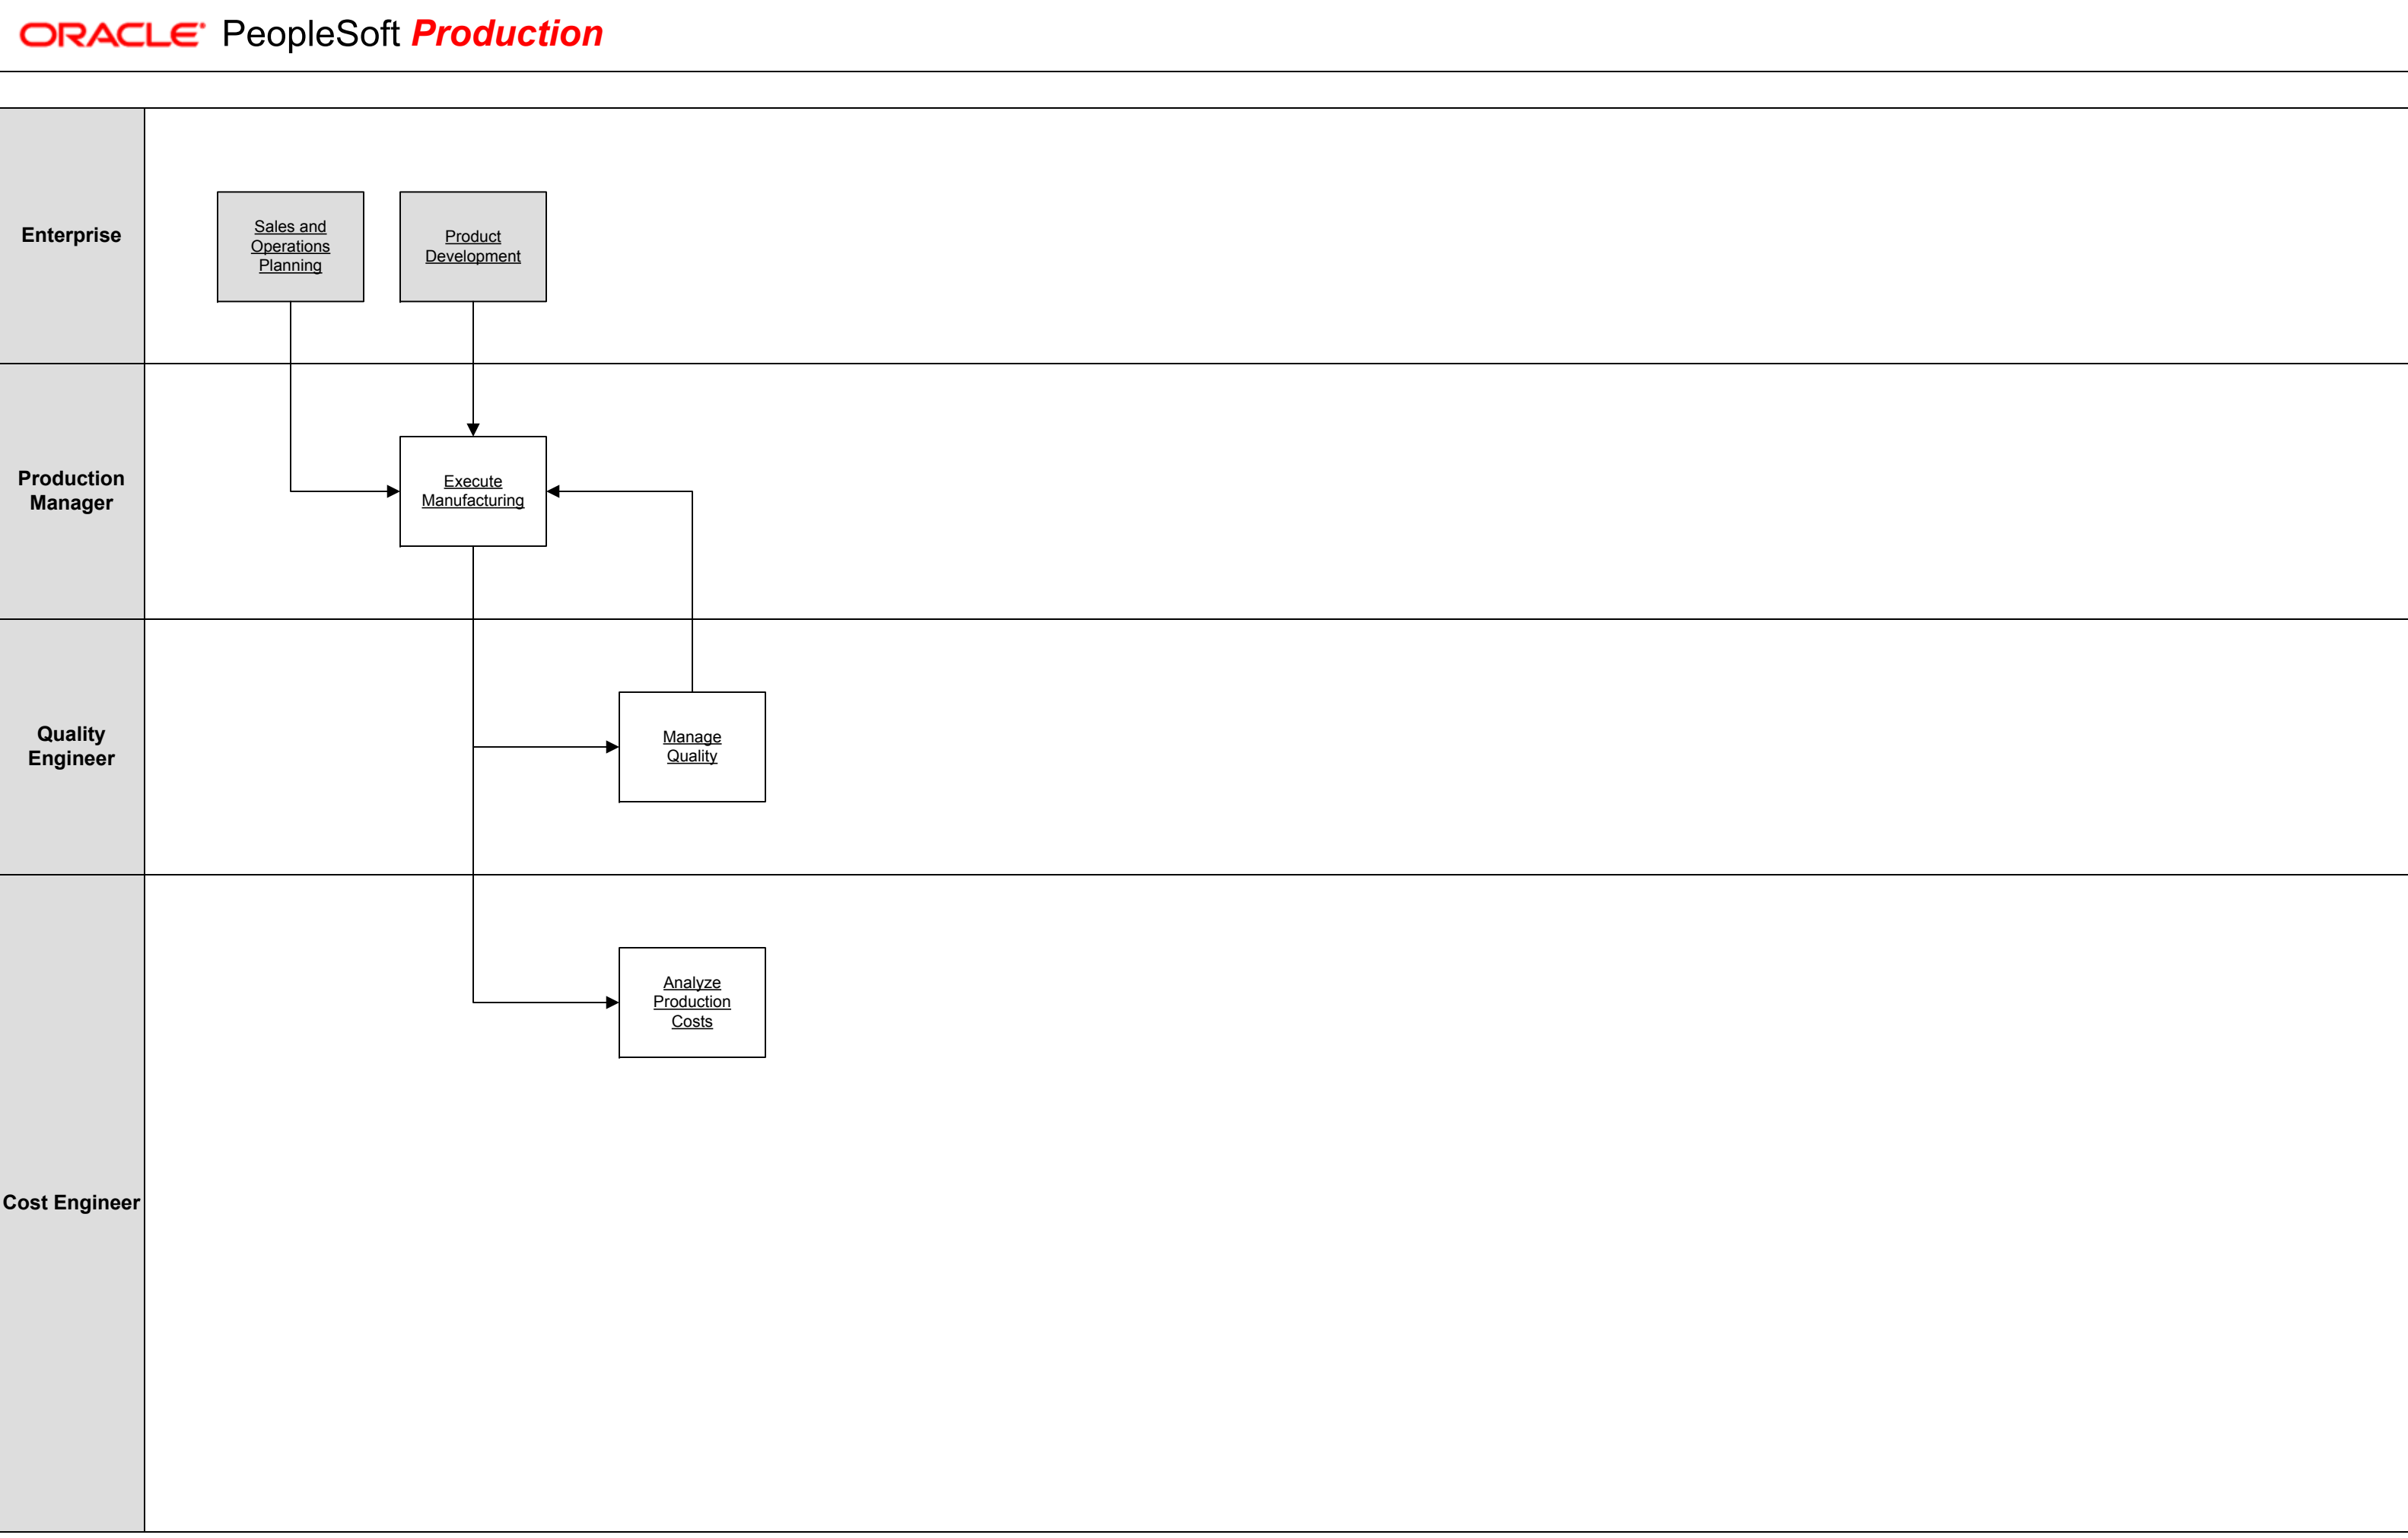 ORACLE PeopleSoft Production
Enterprise
Sales and
Operations
Planning
Product
Development
Production
Manager
Execute
Manufacturing
Quality
Engineer
Manage
Quality
Analyze
Production
Costs
Cost Engineer